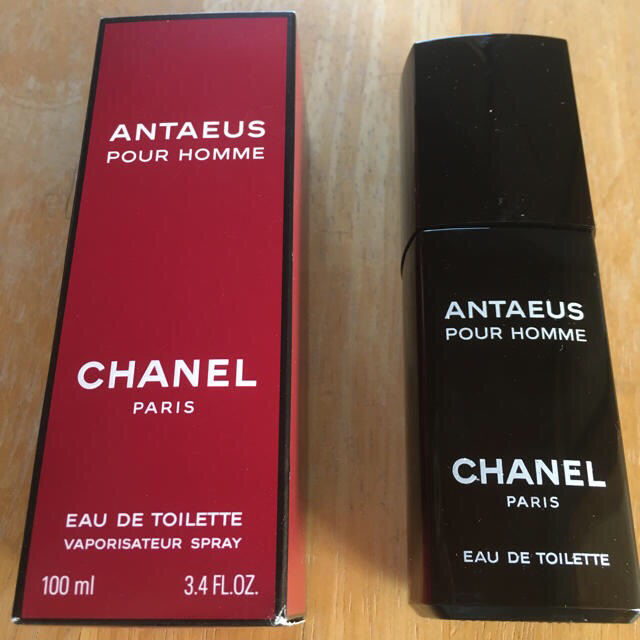 ANTAEUS
POUR HOMME
CHANEL
PARIS
EAU DE TOILETTE
VAPORISATEUR SPRAY
100 ml 3.4 FL.OZ.
ANTAEUS
POUR HOMME
CHANEL
PARIS
EAU DE TOILETTE